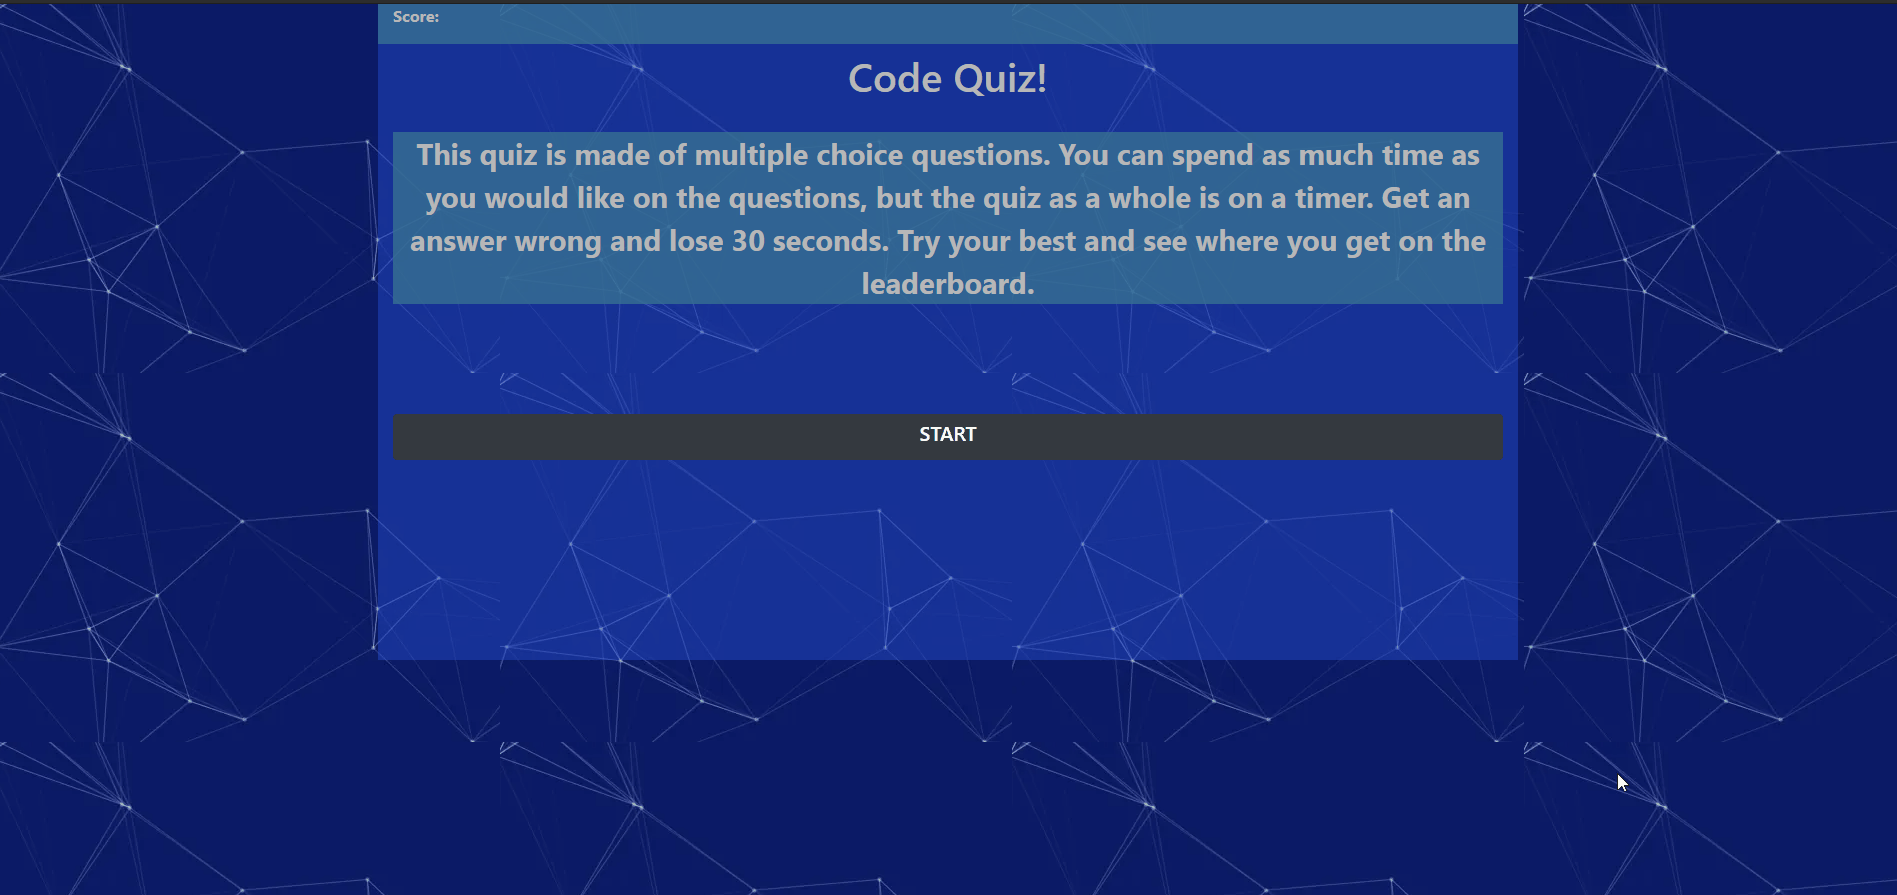 Score:
Code Quiz!
This quiz is made of multiple choice questions. You can spend as much time as
you would like on the questions, but the quiz as a whole is on a timer. Get an
answer wrong and lose 30 seconds. Try your best and see where you get on the
leaderboard.
START